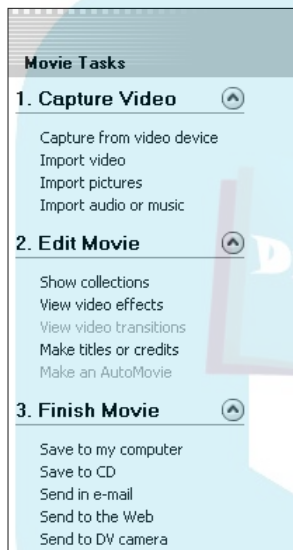 Movie Tasks
1. Capture Video
Capture from video device
Import video
Import pictures
Import audio or music
2. Edit Movie
Show collections
View video effects
View video transitions
Make titles or credits
Make an AutoMovie
3. Finish Movie
Save to my computer
Save to CD
Send in e-mail
Send to the Web
Send to DV camera